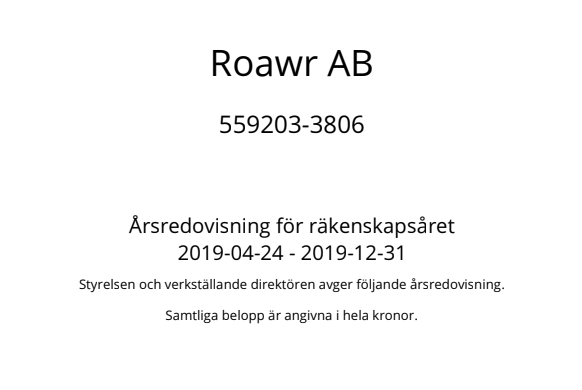 Roawr AB
559203-3806
Årsredovisning för räkenskapsåret
2019-04-24 - 2019-12-31
Styrelsen och verkställande direktören avger följande årsredovisning.
Samtliga belopp är angivna i hela kronor.